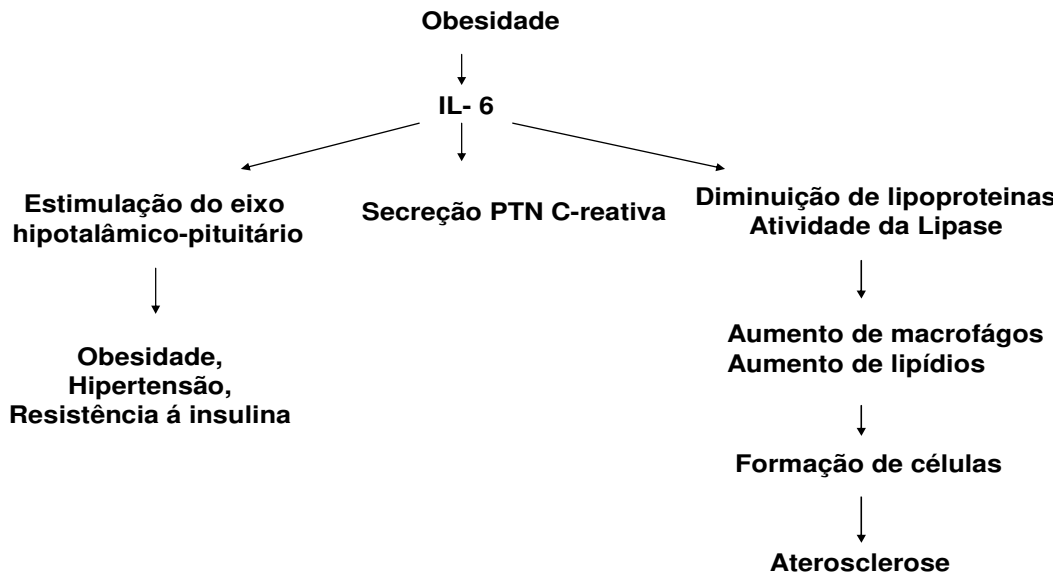 Obesidade
IL- 6
Estimulação do eixo
hipotalâmico-pituitário
Secreção PTN C-reativa
Diminuição de lipoproteinas
Atividade da Lipase
Obesidade,
Hipertensão,
Resistência á insulina
Aumento de macrofágos
Aumento de lipídios
Formação de células
Aterosclerose